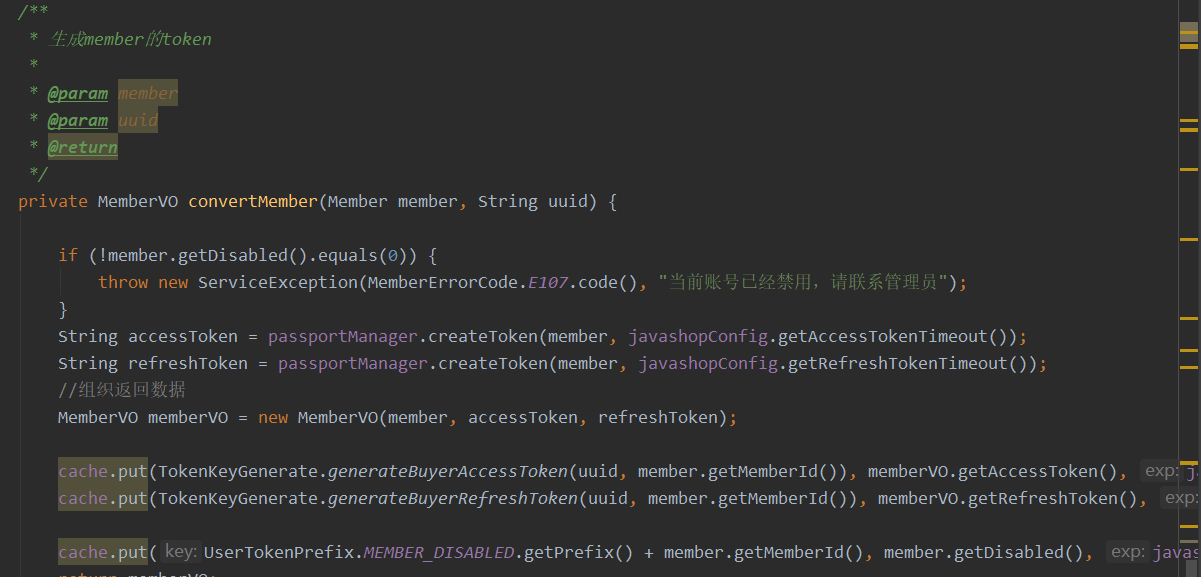 /**
* 生成member的token
*
* @param member
* @param uuid
* @return
*/
private MemberVO convertMember(Member member, String uuid) {
if (!member.getDisabled().equals(0)) {
throw new ServiceException(MemberErrorCode.E107.code(), "当前账号已经禁用，请联系管理员");
}
String accessToken = passportManager.createToken(member, javashopConfig.getAccessTokenTimeout());
String refreshToken = passportManager.createToken(member, javashopConfig.getRefreshTokenTimeout());
//组织返回数据
MemberVO memberVO = new MemberVO(member, accessToken, refreshToken);
cache.put(TokenKeyGenerate.generateBuyerAccessToken(uuid, member.getMemberId()), memberVO.getAccessToken(), exp: j
cache.put(TokenKeyGenerate.generateBuyerRefreshToken(uuid, member.getMemberId()), memberVO.getRefreshToken(), exp:
cache.put( key: UserTokenPrefix.MEMBER_DISABLED.getPrefix() + member.getMemberId(), member.getDisabled(), exp: javas
return memberVO;